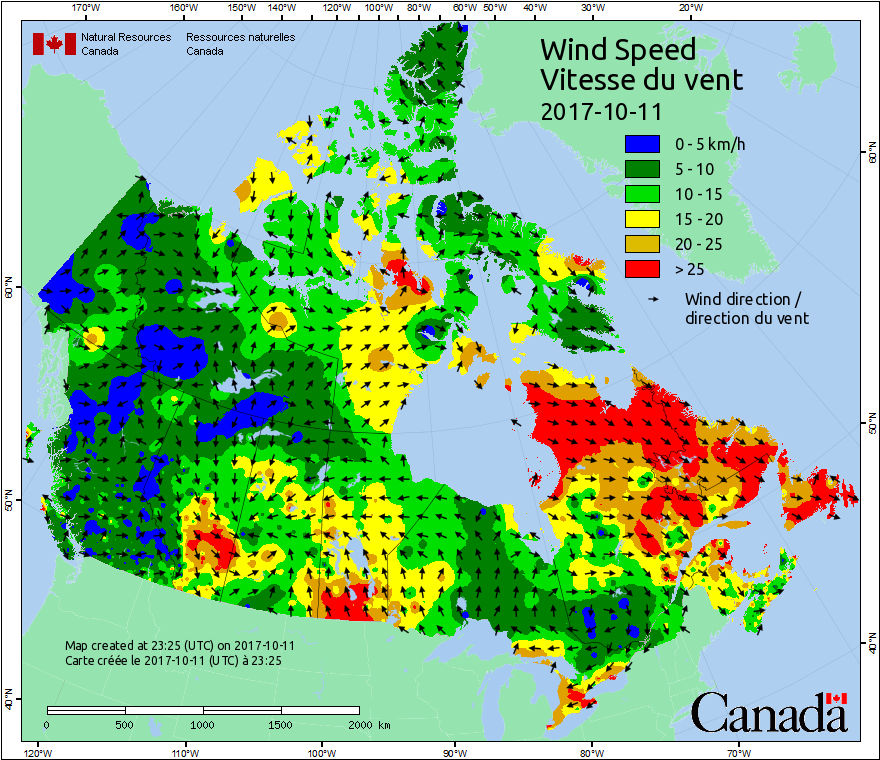 170°W 160°W 150°W 140°W 120°W 100°W 80°W 60°W 50°W 40°W 30°W 20°W
Natural Resources Ressources naturelles
Canada Canada
Wind Speed
Vitesse du vent
2017-10-11
0 - 5 km/h
5 - 10
10 - 15
15 - 20
20 - 25
> 25
Wind direction /
direction du vent
60°N
60°N
50°N
50°N
40°N
40°N
Map created at 23:25 (UTC) on 2017-10-11
Carte créée le 2017-10-11 (UTC) à 23:25
0 500 1000 1500 2000 km
Canada
120°W 110°W 100°W 90°W 80°W 70°W